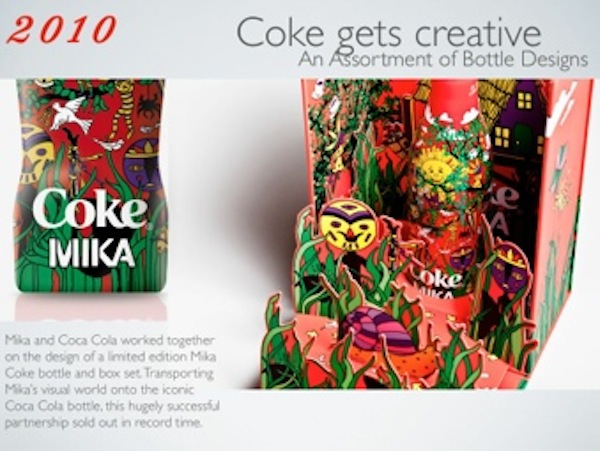 2010
Coke gets creative
An Assortment of Bottle Designs
Coke
MIKA
oke
MIKA
Mika and Coca Cola worked together
on the design of a limited edition Mika
Coke bottle and box set. Transporting
Mika's visual world onto the iconic
Coca Cola bottle, this hugely successful
partnership sold out in record time.